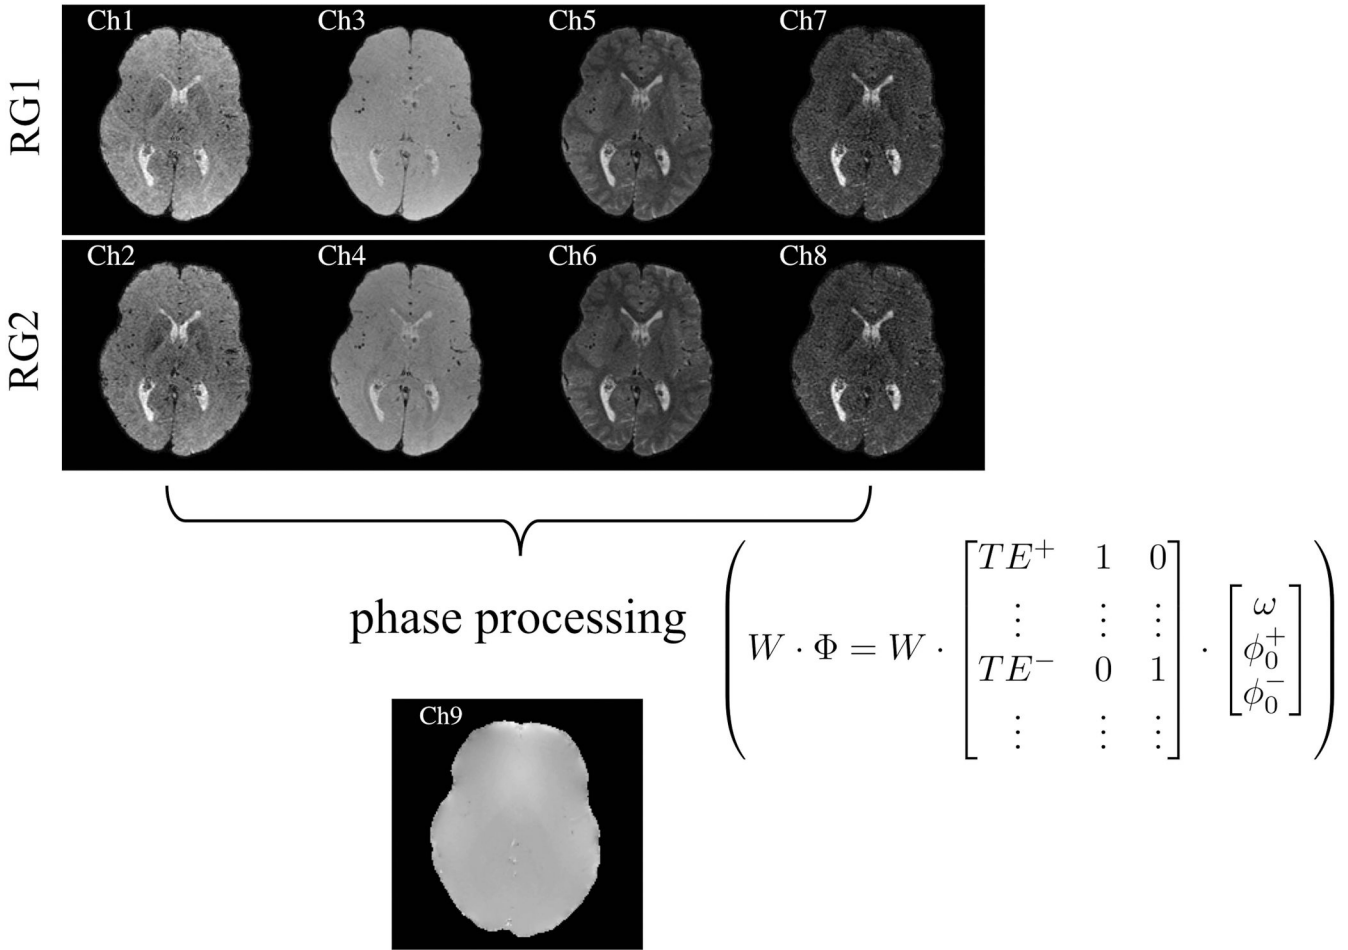 RG1
Ch1 Ch3 Ch5 Ch7
RG2
Ch2 Ch4 Ch6 Ch8
phase processing
W · Φ = W · [TE⁺ 1 0
⋮ ⋮ ⋮
TE⁻ 0 1
⋮ ⋮ ⋮] · [ω
ϕ₀⁺
ϕ₀⁻]
Ch9